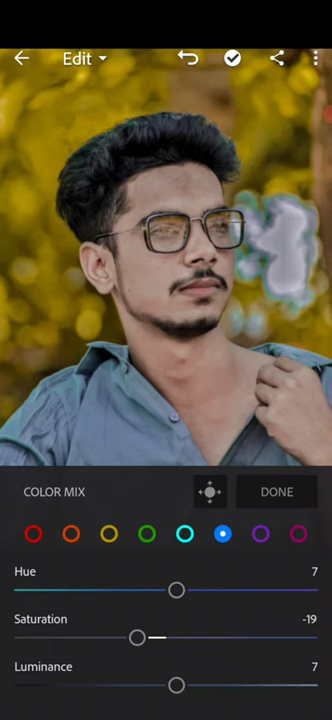 Edit
COLOR MIX
DONE
Hue 7
Saturation -19
Luminance 7